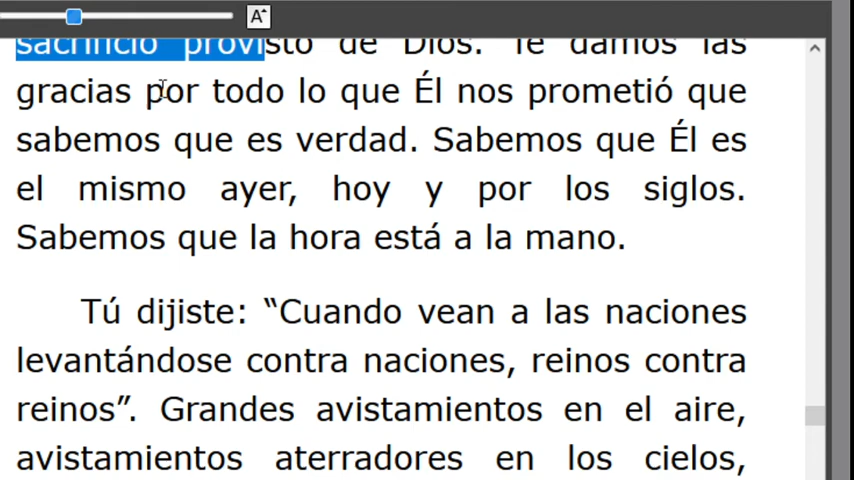 A
sacrificio provisto de Dios. Te damos las
gracias por todo lo que Él nos prometió que
sabemos que es verdad. Sabemos que Él es
el mismo ayer, hoy y por los siglos.
Sabemos que la hora está a la mano.
Tú dijiste: “Cuando vean a las naciones
levantándose contra naciones, reinos contra
reinos”. Grandes avistamientos en el aire,
avistamientos aterradores en los cielos,